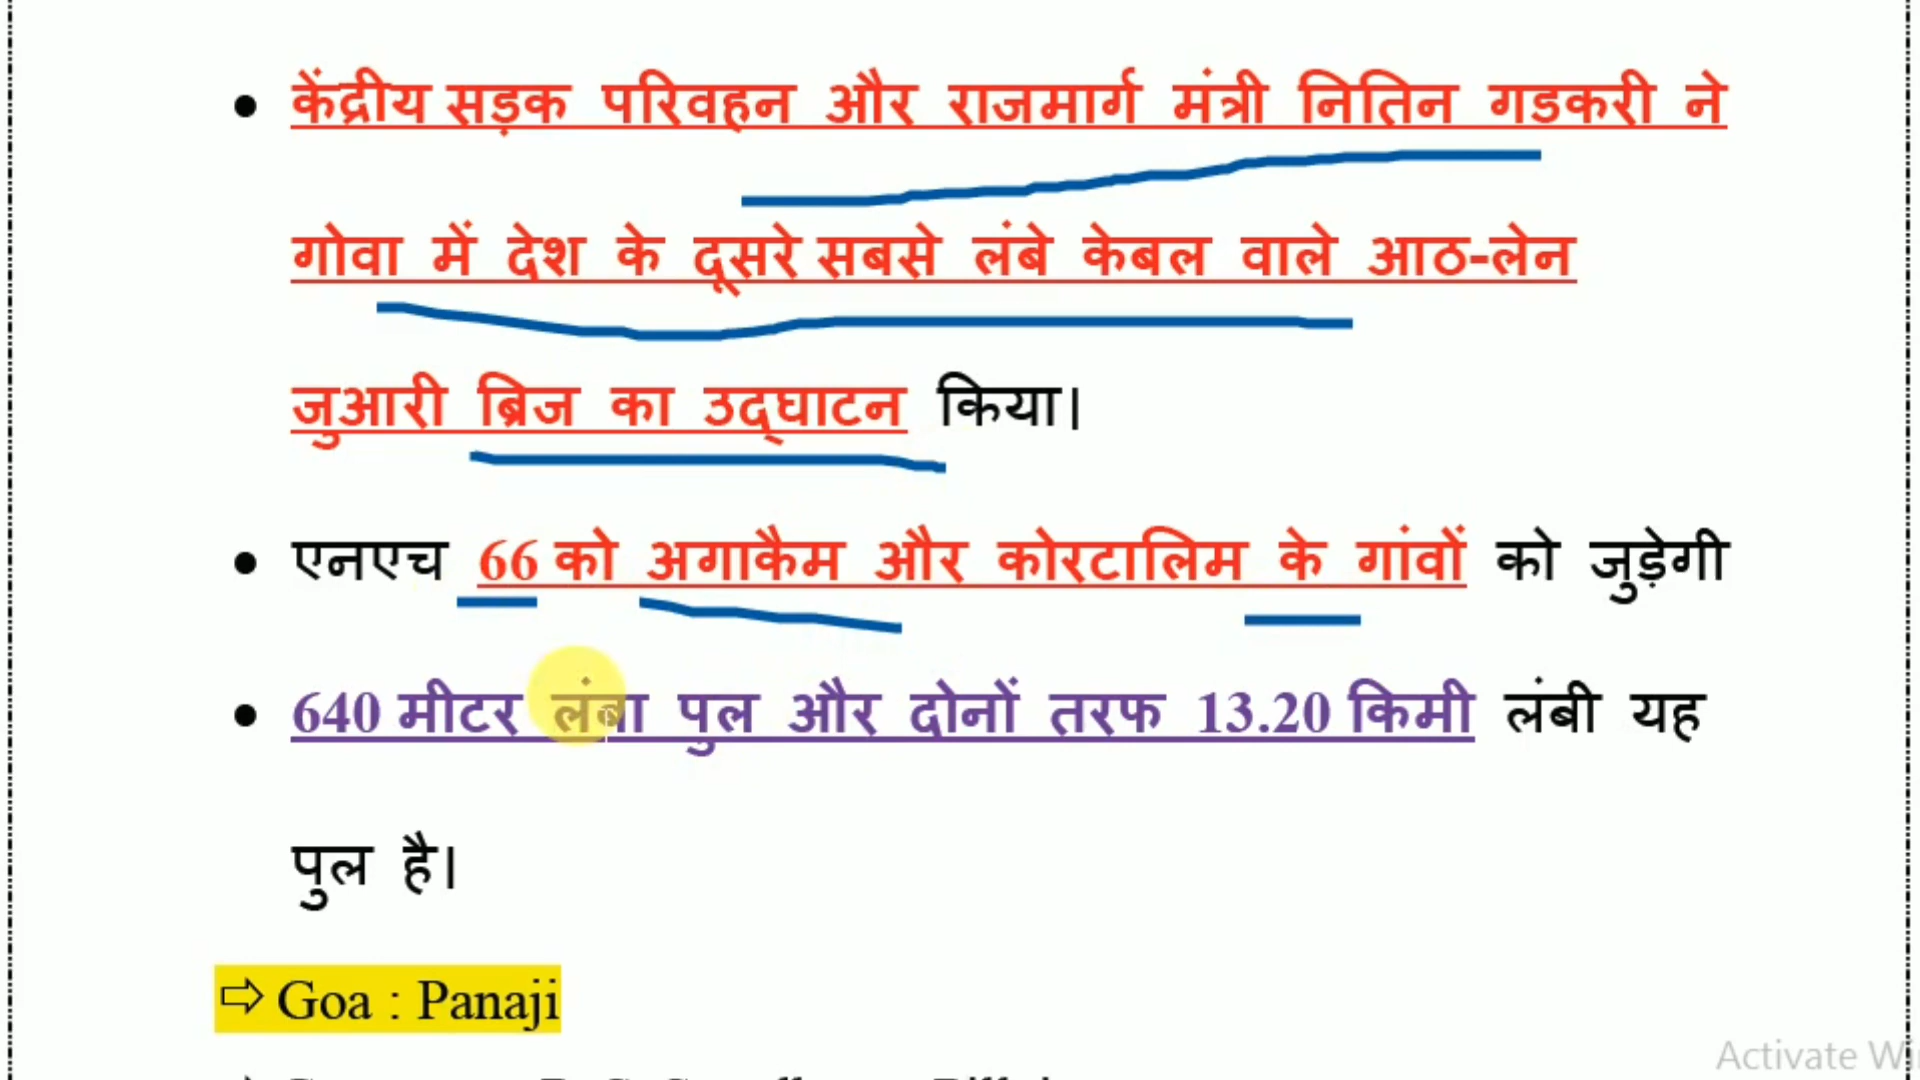 केंद्रीय सड़क परिवहन और राजमार्ग मंत्री नितिन गडकरी ने
गोवा में देश के दूसरे सबसे लंबे केबल वाले आठ-लेन
जुआरी ब्रिज का उद्घाटन किया।
एनएच 66 को अगाकैम और कोरटालिम के गांवों को जुड़ेगी
640 मीटर लंबा पुल और दोनों तरफ 13.20 किमी लंबी यह
पुल है।
⇨ Goa : Panaji
Activate